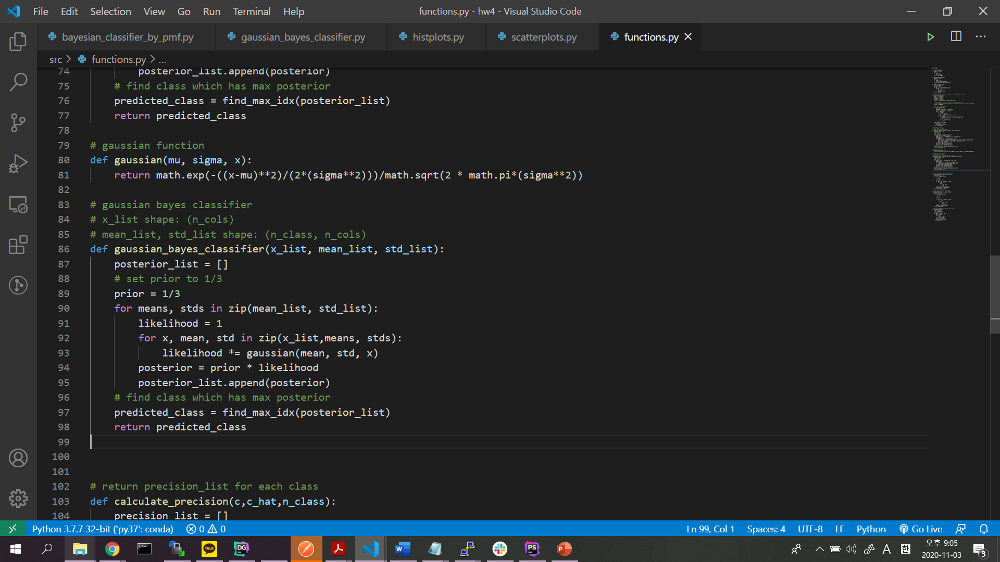 File Edit Selection View Go Run Terminal Help
functions.py - hw4 - Visual Studio Code
bayesian_classifier_by_pmf.py gaussian_bayes_classifier.py histplots.py scatterplots.py functions.py
src > functions.py > ...
74 posterior_list.append(posterior)
75 # find class which has max posterior
76 predicted_class = find_max_idx(posterior_list)
77 return predicted_class
78
79 # gaussian function
80 def gaussian(mu, sigma, x):
81 return math.exp(-((x-mu)**2)/(2*(sigma**2)))/math.sqrt(2 * math.pi*(sigma**2))
82
83 # gaussian bayes classifier
84 # x_list shape: (n_cols)
85 # mean_list, std_list shape: (n_class, n_cols)
86 def gaussian_bayes_classifier(x_list, mean_list, std_list):
87 posterior_list = []
88 # set prior to 1/3
89 prior = 1/3
90 for means, stds in zip(mean_list, std_list):
91 likelihood = 1
92 for x, mean, std in zip(x_list,means, stds):
93 likelihood *= gaussian(mean, std, x)
94 posterior = prior * likelihood
95 posterior_list.append(posterior)
96 # find class which has max posterior
97 predicted_class = find_max_idx(posterior_list)
98 return predicted_class
99
100
101
102 # return precision_list for each class
103 def calculate_precision(c,c_hat,n_class):
104 precision_list = []
Python 3.7.7 32-bit ('py37': conda) 0 0 Ln 99, Col 1 Spaces: 4 UTF-8 LF Python Go Live
TALK DG W PS P A 한 오후 9:05
2020-11-03 3